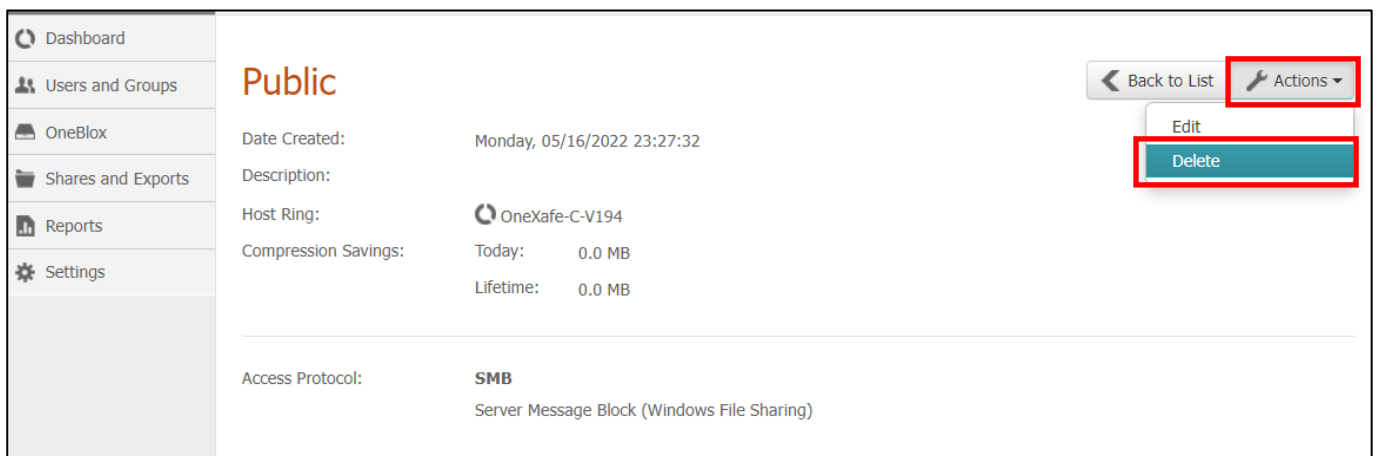 Dashboard
Users and Groups
OneBlox
Shares and Exports
Reports
Settings
Public
Back to List
Actions
Edit
Delete
Date Created: Monday, 05/16/2022 23:27:32
Description:
Host Ring: OneXafe-C-V194
Compression Savings: Today: 0.0 MB
Lifetime: 0.0 MB
Access Protocol: SMB
Server Message Block (Windows File Sharing)